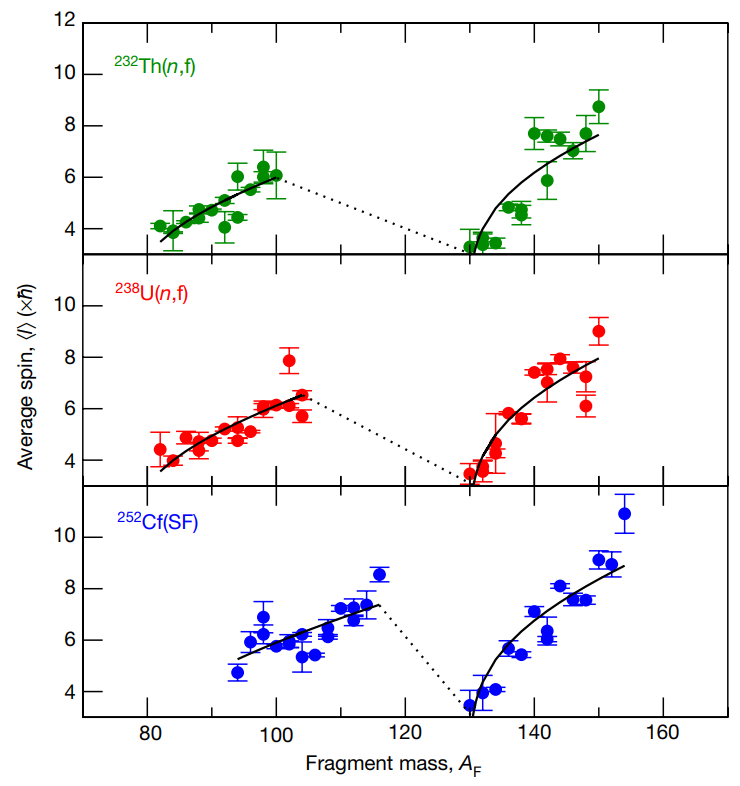 12
10
8
6
4
²³²Th(n,f)
10
8
6
4
²³⁸U(n,f)
Average spin, ⟨I⟩ (×ℏ)
10
8
6
4
²⁵²Cf(SF)
80 100 120 140 160
Fragment mass, A_F